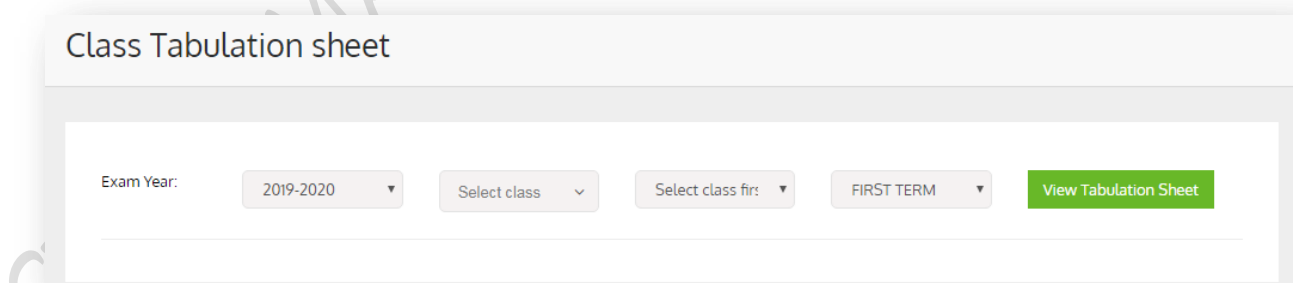 Class Tabulation sheet
Exam Year: 2019-2020 Select class Select class firs FIRST TERM View Tabulation Sheet